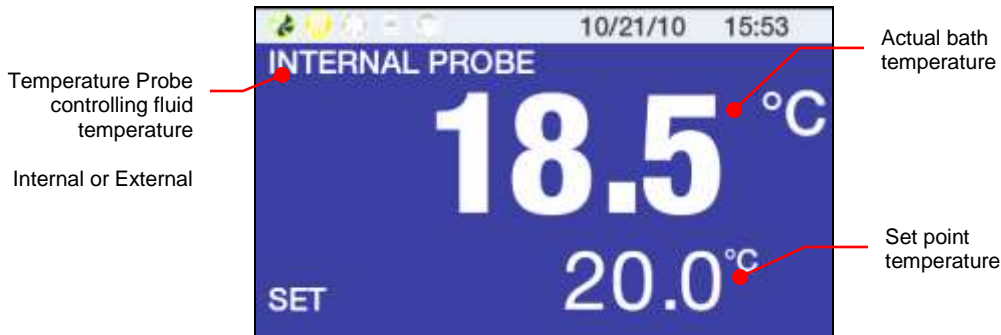 10/21/10 15:53
INTERNAL PROBE
18.5 °C
SET 20.0 °C
Temperature Probe
controlling fluid
temperature
Internal or External
Actual bath
temperature
Set point
temperature